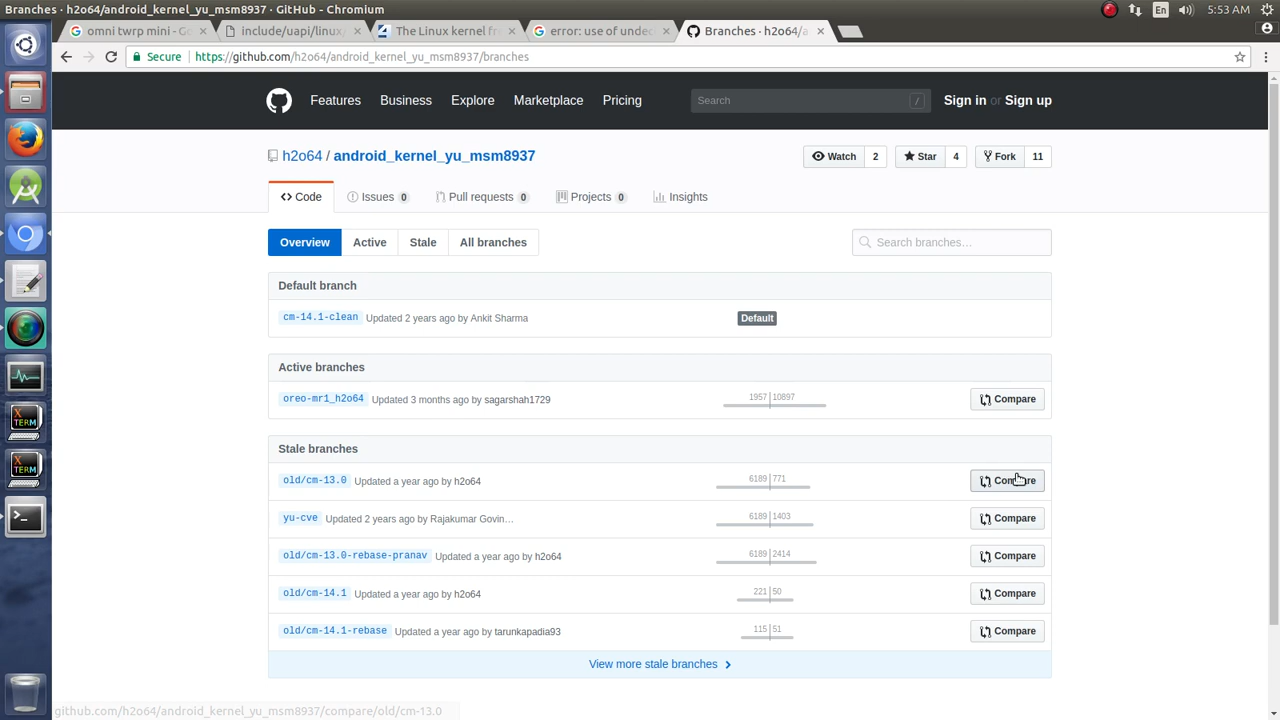 Branches · h2o64/android_kernel_yu_msm8937 · GitHub - Chromium
En 5:53 AM
omni twrp mini - Go
include/uapi/linux/
The Linux kernel fr
error: use of undec
Branches · h2o64/a
Secure https://github.com/h2o64/android_kernel_yu_msm8937/branches
Features Business Explore Marketplace Pricing Search / Sign in or Sign up
h2o64 / android_kernel_yu_msm8937
Watch 2 Star 4 Fork 11
Code Issues 0 Pull requests 0 Projects 0 Insights
Overview Active Stale All branches Search branches…
Default branch
cm-14.1-clean Updated 2 years ago by Ankit Sharma Default
Active branches
oreo-mr1_h2o64 Updated 3 months ago by sagarshah1729 1957 10897 Compare
Stale branches
old/cm-13.0 Updated a year ago by h2o64 6189 771 Compare
yu-cve Updated 2 years ago by Rajakumar Govin… 6189 1403 Compare
old/cm-13.0-rebase-pranav Updated a year ago by h2o64 6189 2414 Compare
old/cm-14.1 Updated a year ago by h2o64 221 50 Compare
old/cm-14.1-rebase Updated a year ago by tarunkapadia93 115 51 Compare
View more stale branches
github.com/h2o64/android_kernel_yu_msm8937/compare/old/cm-13.0
X TERM
X TERM